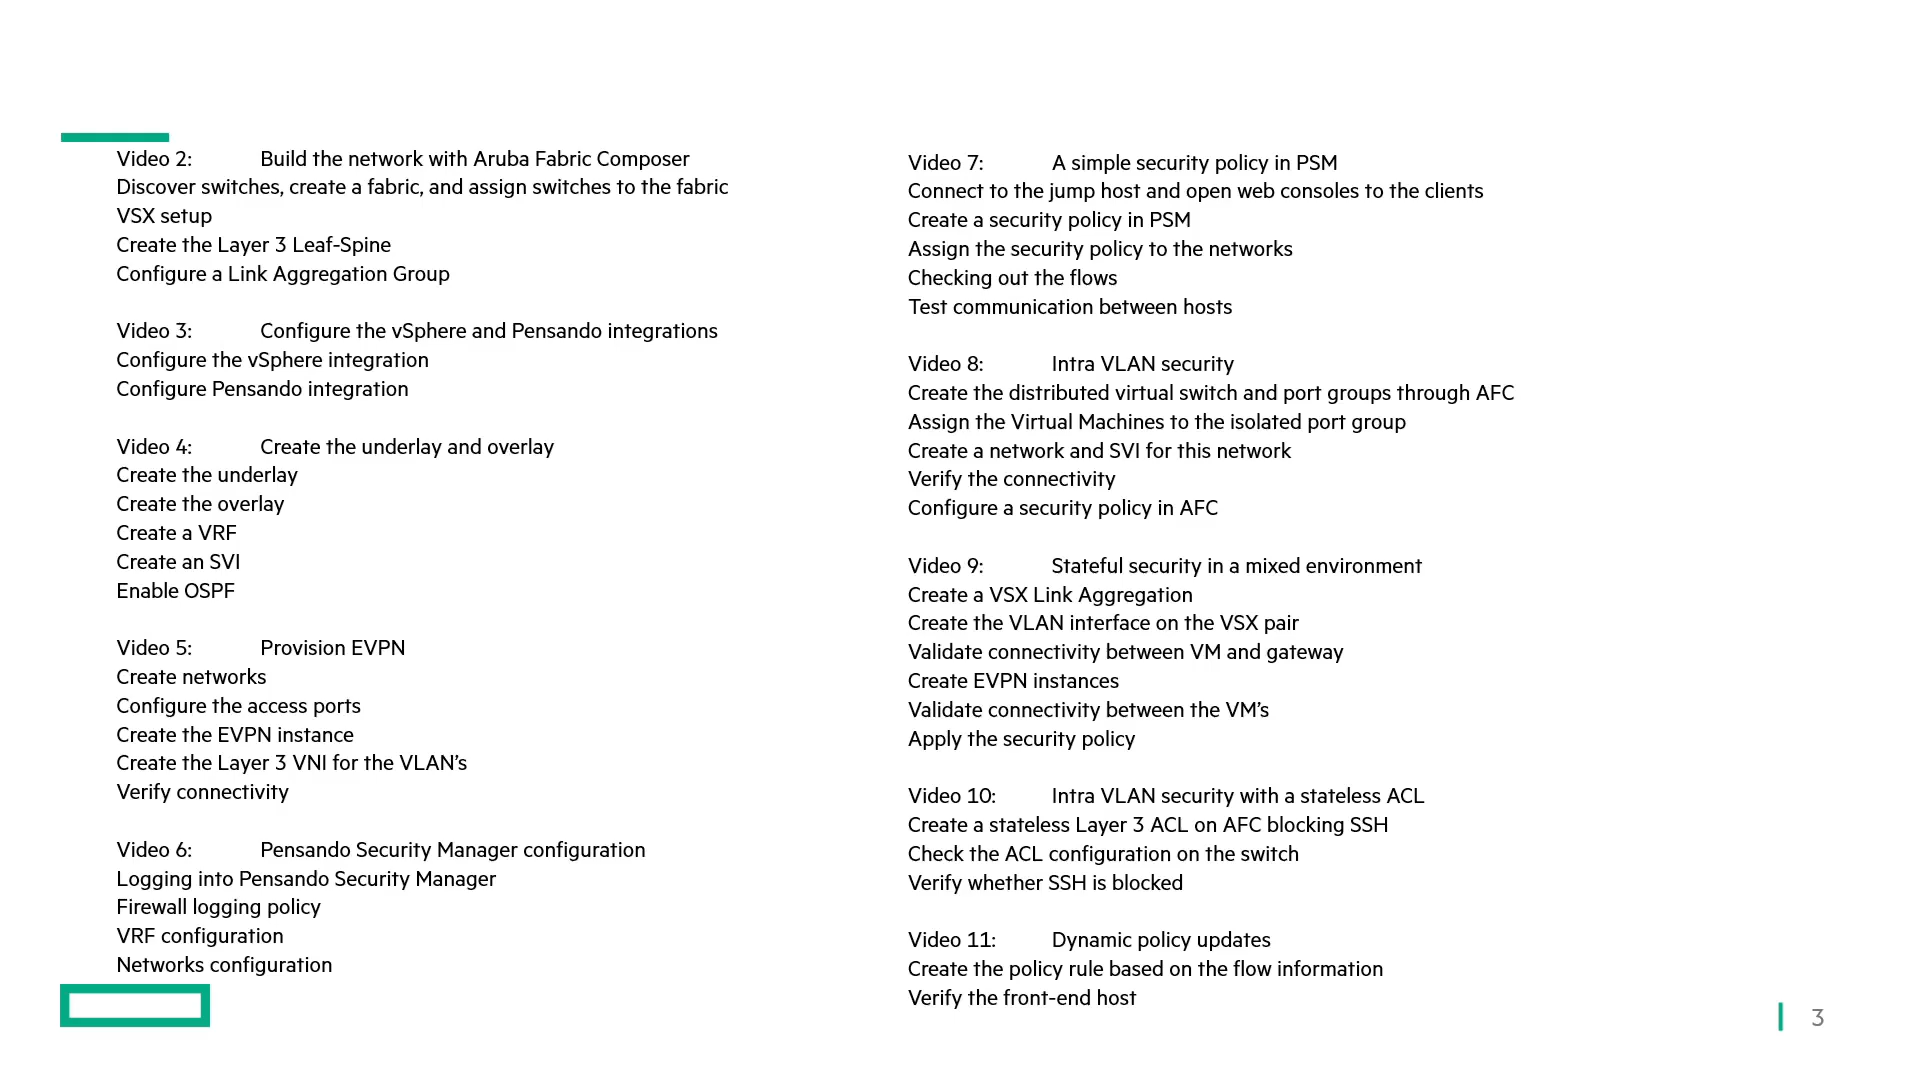 Video 2: Build the network with Aruba Fabric Composer
Discover switches, create a fabric, and assign switches to the fabric
VSX setup
Create the Layer 3 Leaf-Spine
Configure a Link Aggregation Group
Video 3: Configure the vSphere and Pensando integrations
Configure the vSphere integration
Configure Pensando integration
Video 4: Create the underlay and overlay
Create the underlay
Create the overlay
Create a VRF
Create an SVI
Enable OSPF
Video 5: Provision EVPN
Create networks
Configure the access ports
Create the EVPN instance
Create the Layer 3 VNI for the VLAN’s
Verify connectivity
Video 6: Pensando Security Manager configuration
Logging into Pensando Security Manager
Firewall logging policy
VRF configuration
Networks configuration
Video 7: A simple security policy in PSM
Connect to the jump host and open web consoles to the clients
Create a security policy in PSM
Assign the security policy to the networks
Checking out the flows
Test communication between hosts
Video 8: Intra VLAN security
Create the distributed virtual switch and port groups through AFC
Assign the Virtual Machines to the isolated port group
Create a network and SVI for this network
Verify the connectivity
Configure a security policy in AFC
Video 9: Stateful security in a mixed environment
Create a VSX Link Aggregation
Create the VLAN interface on the VSX pair
Validate connectivity between VM and gateway
Create EVPN instances
Validate connectivity between the VM’s
Apply the security policy
Video 10: Intra VLAN security with a stateless ACL
Create a stateless Layer 3 ACL on AFC blocking SSH
Check the ACL configuration on the switch
Verify whether SSH is blocked
Video 11: Dynamic policy updates
Create the policy rule based on the flow information
Verify the front-end host
3